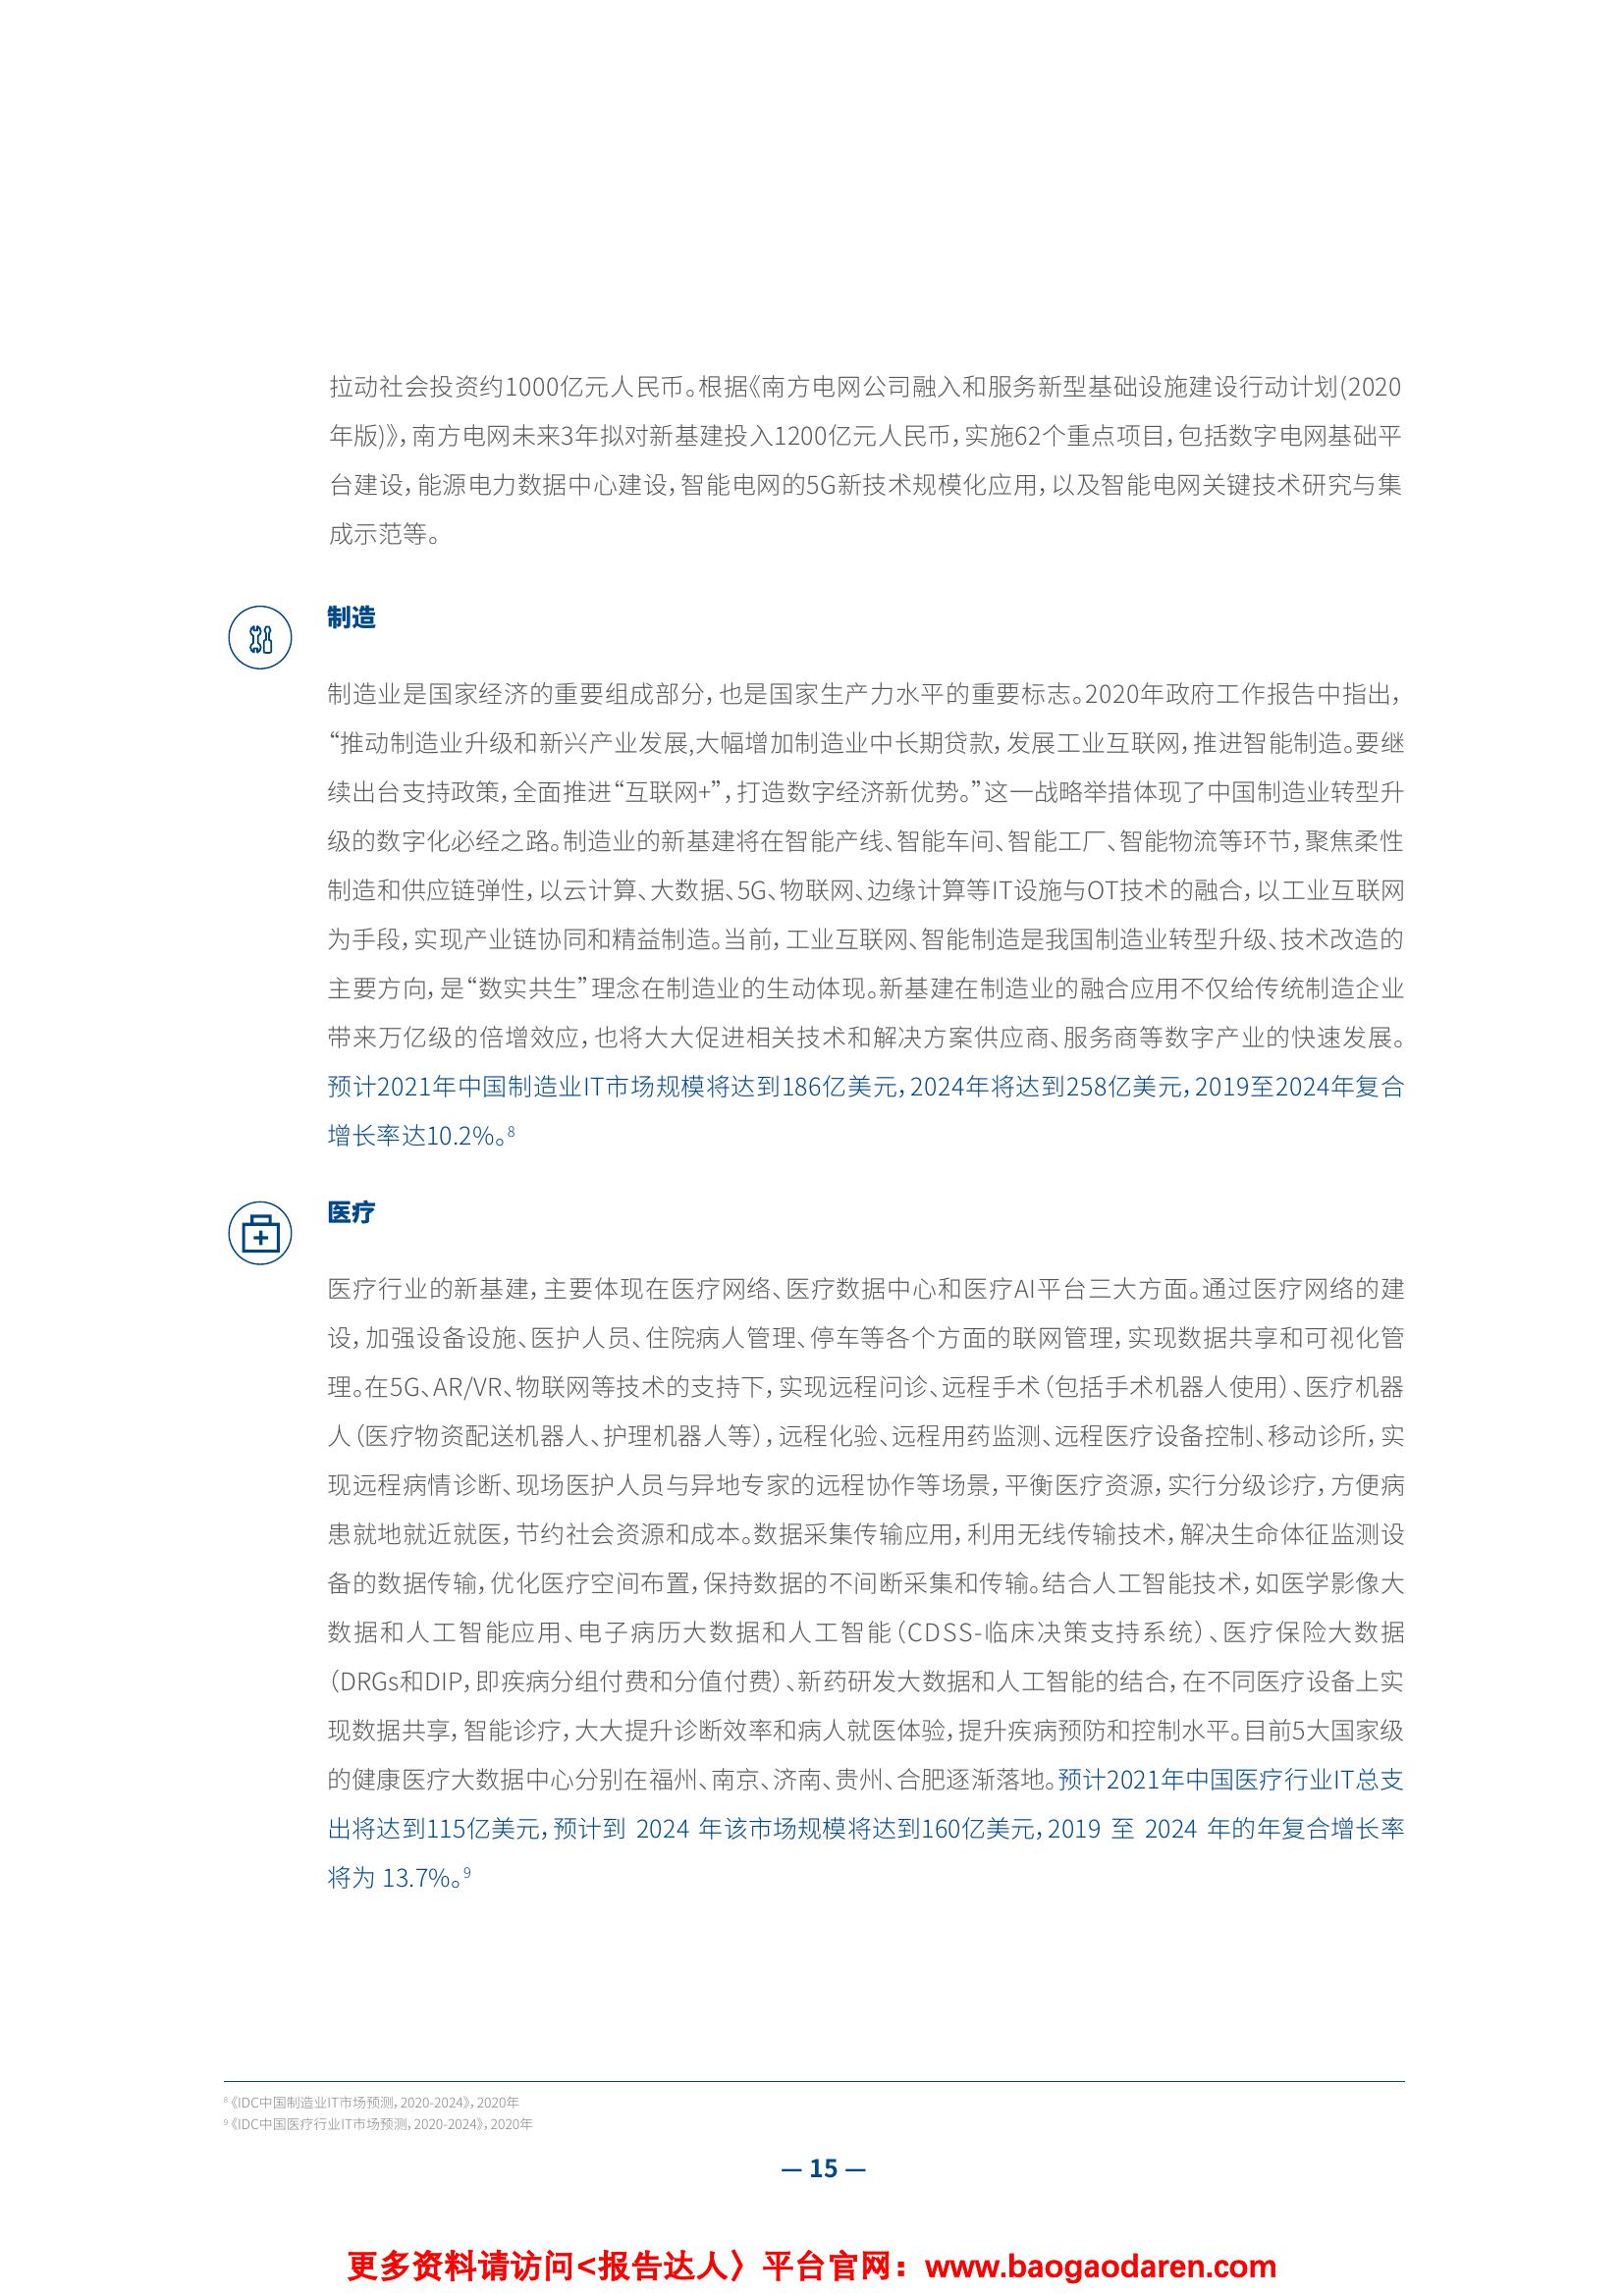 拉动社会投资约1000亿元人民币。根据《南方电网公司融入和服务新型基础设施建设行动计划(2020
年版)》，南方电网未来3年拟对新基建投入1200亿元人民币，实施62个重点项目，包括数字电网基础平
台建设，能源电力数据中心建设，智能电网的5G新技术规模化应用，以及智能电网关键技术研究与集
成示范等。
制造
制造业是国家经济的重要组成部分，也是国家生产力水平的重要标志。2020年政府工作报告中指出，
“推动制造业升级和新兴产业发展,大幅增加制造业中长期贷款，发展工业互联网，推进智能制造。要继
续出台支持政策，全面推进“互联网+”，打造数字经济新优势。”这一战略举措体现了中国制造业转型升
级的数字化必经之路。制造业的新基建将在智能产线、智能车间、智能工厂、智能物流等环节，聚焦柔性
制造和供应链弹性，以云计算、大数据、5G、物联网、边缘计算等IT设施与OT技术的融合，以工业互联网
为手段，实现产业链协同和精益制造。当前，工业互联网、智能制造是我国制造业转型升级、技术改造的
主要方向，是“数实共生”理念在制造业的生动体现。新基建在制造业的融合应用不仅给传统制造企业
带来万亿级的倍增效应，也将大大促进相关技术和解决方案供应商、服务商等数字产业的快速发展。
预计2021年中国制造业IT市场规模将达到186亿美元，2024年将达到258亿美元，2019至2024年复合
增长率达10.2%。8
医疗
医疗行业的新基建，主要体现在医疗网络、医疗数据中心和医疗AI平台三大方面。通过医疗网络的建
设，加强设备设施、医护人员、住院病人管理、停车等各个方面的联网管理，实现数据共享和可视化管
理。在5G、AR/VR、物联网等技术的支持下，实现远程问诊、远程手术（包括手术机器人使用）、医疗机器
人（医疗物资配送机器人、护理机器人等），远程化验、远程用药监测、远程医疗设备控制、移动诊所，实
现远程病情诊断、现场医护人员与异地专家的远程协作等场景，平衡医疗资源，实行分级诊疗，方便病
患就地就近就医，节约社会资源和成本。数据采集传输应用，利用无线传输技术，解决生命体征监测设
备的数据传输，优化医疗空间布置，保持数据的不间断采集和传输。结合人工智能技术，如医学影像大
数据和人工智能应用、电子病历大数据和人工智能（CDSS-临床决策支持系统）、医疗保险大数据
（DRGs和DIP，即疾病分组付费和分值付费）、新药研发大数据和人工智能的结合，在不同医疗设备上实
现数据共享，智能诊疗，大大提升诊断效率和病人就医体验，提升疾病预防和控制水平。目前5大国家级
的健康医疗大数据中心分别在福州、南京、济南、贵州、合肥逐渐落地。预计2021年中国医疗行业IT总支
出将达到115亿美元，预计到 2024 年该市场规模将达到160亿美元，2019 至 2024 年的年复合增长率
将为 13.7%。9
8《IDC中国制造业IT市场预测，2020-2024》，2020年
9《IDC中国医疗行业IT市场预测，2020-2024》，2020年
— 15 —
更多资料请访问<报告达人〉平台官网：www.baogaodaren.com